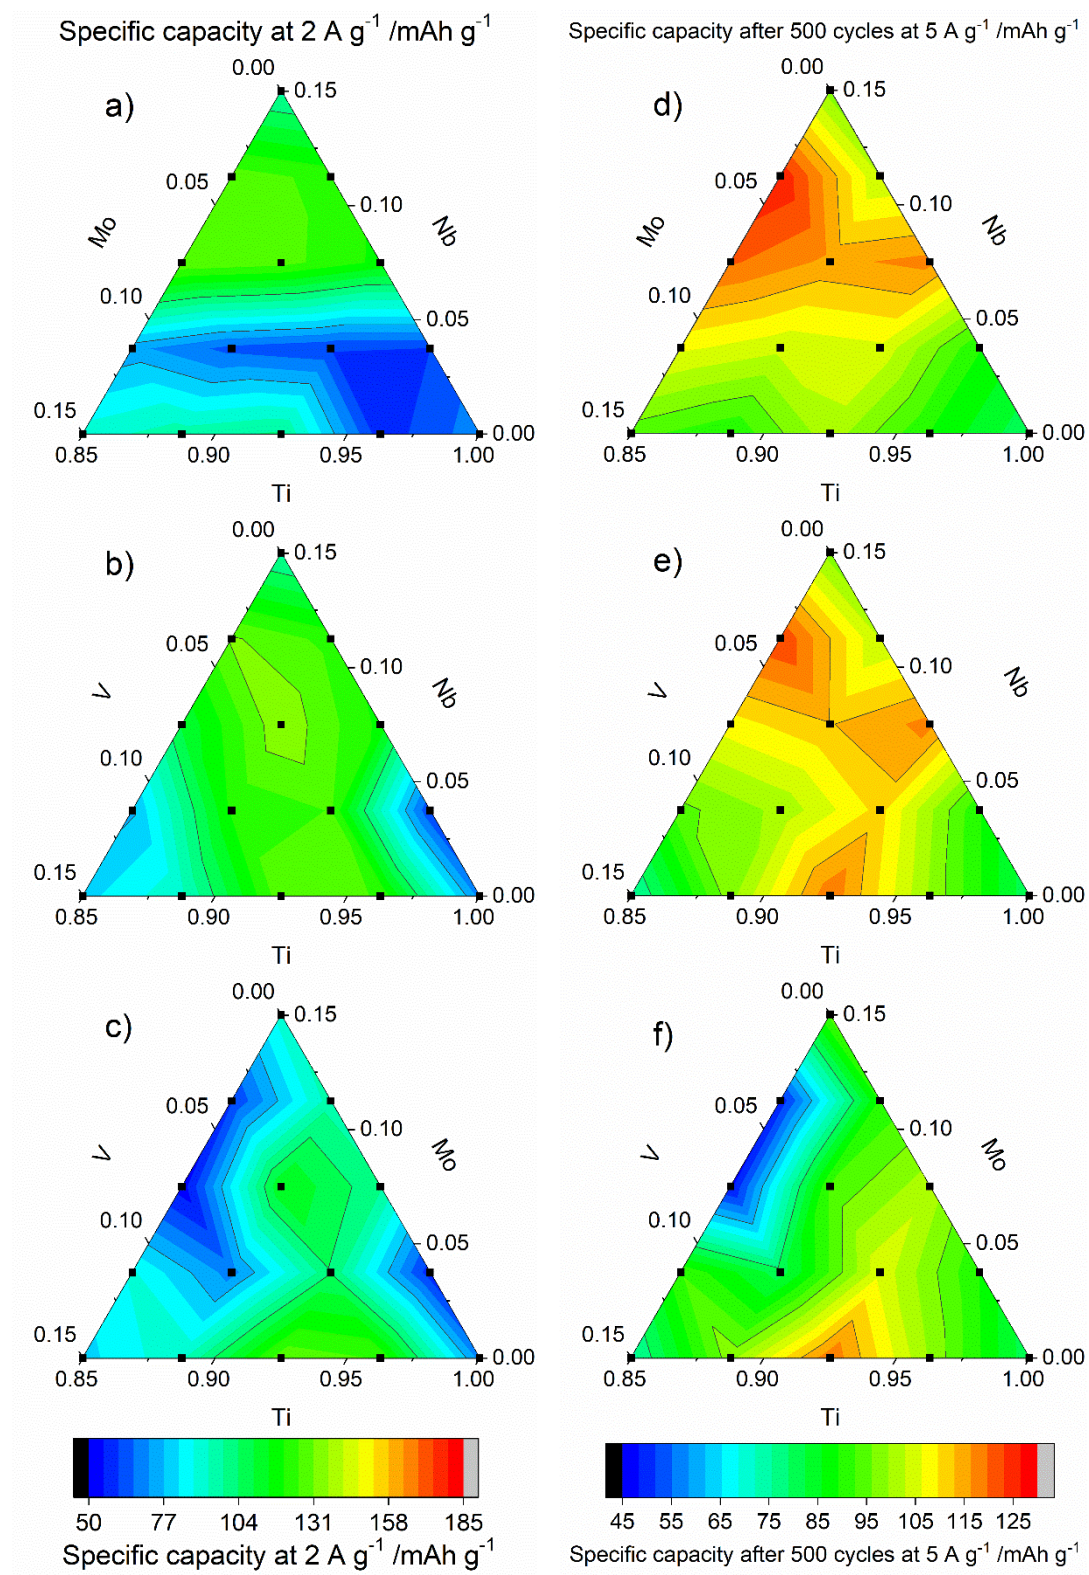 Specific capacity at 2 A g⁻¹ /mAh g⁻¹
Specific capacity after 500 cycles at 5 A g⁻¹ /mAh g⁻¹
a)
0.00
0.15
0.05
0.10
Mo
Nb
0.10
0.05
0.15
0.00
0.85
0.90
0.95
1.00
Ti
d)
0.00
0.15
0.05
0.10
Mo
Nb
0.10
0.05
0.15
0.00
0.85
0.90
0.95
1.00
Ti
b)
0.00
0.15
0.05
0.10
V
Nb
0.10
0.05
0.15
0.00
0.85
0.90
0.95
1.00
Ti
e)
0.00
0.15
0.05
0.10
V
Nb
0.10
0.05
0.15
0.00
0.85
0.90
0.95
1.00
Ti
c)
0.00
0.15
0.05
0.10
V
Mo
0.10
0.05
0.15
0.00
0.85
0.90
0.95
1.00
Ti
f)
0.00
0.15
0.05
0.10
V
Mo
0.10
0.05
0.15
0.00
0.85
0.90
0.95
1.00
Ti
50 77 104 131 158 185
Specific capacity at 2 A g⁻¹ /mAh g⁻¹
45 55 65 75 85 95 105 115 125
Specific capacity after 500 cycles at 5 A g⁻¹ /mAh g⁻¹